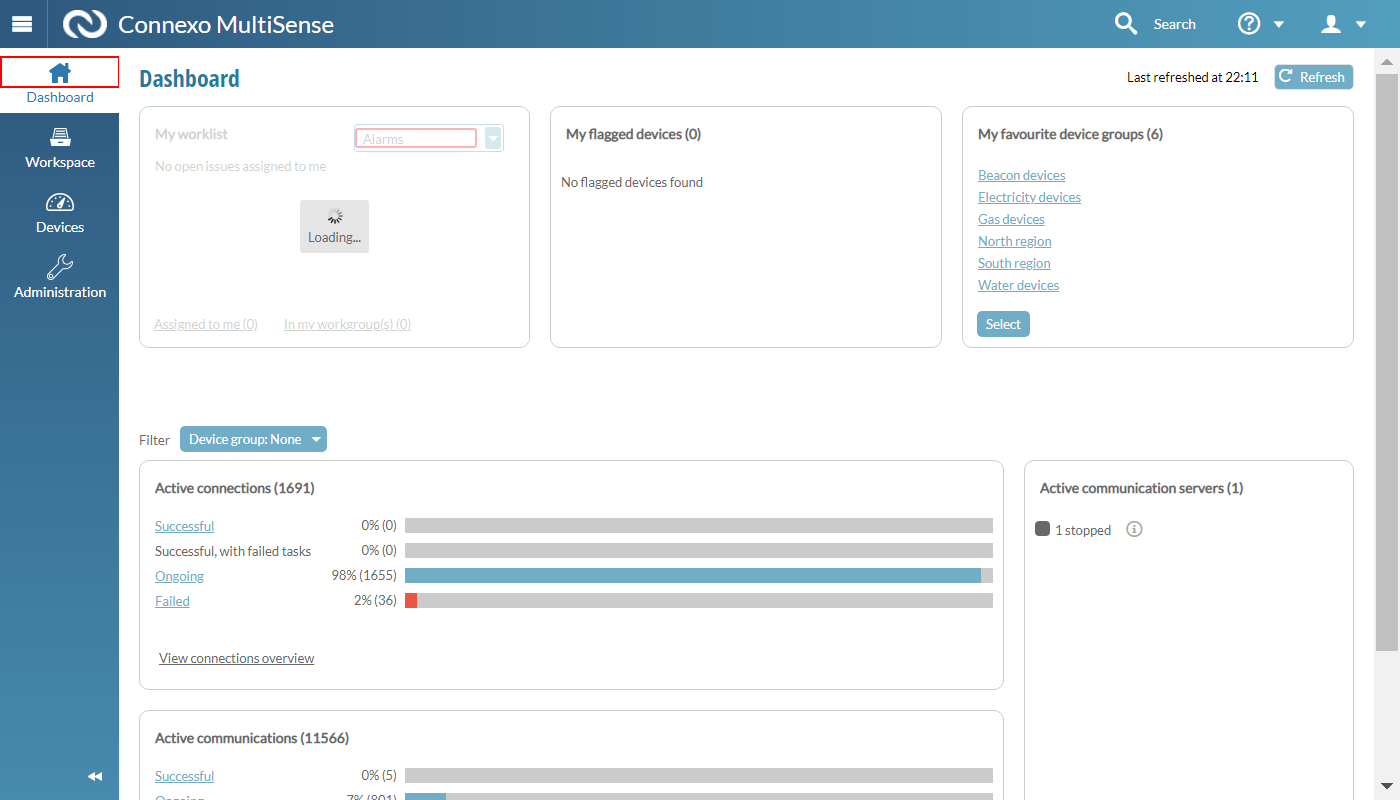 Connexo MultiSense
Search
Dashboard
Workspace
Devices
Administration
Dashboard
Last refreshed at 22:11
Refresh
My worklist
Alarms
No open issues assigned to me
Loading...
Assigned to me (0)
In my workgroup(s) (0)
My flagged devices (0)
No flagged devices found
My favourite device groups (6)
Beacon devices
Electricity devices
Gas devices
North region
South region
Water devices
Select
Filter
Device group: None
Active connections (1691)
Successful 0% (0)
Successful, with failed tasks 0% (0)
Ongoing 98% (1655)
Failed 2% (36)
View connections overview
Active communication servers (1)
1 stopped
Active communications (11566)
Successful 0% (5)
Ongoing 7% (801)